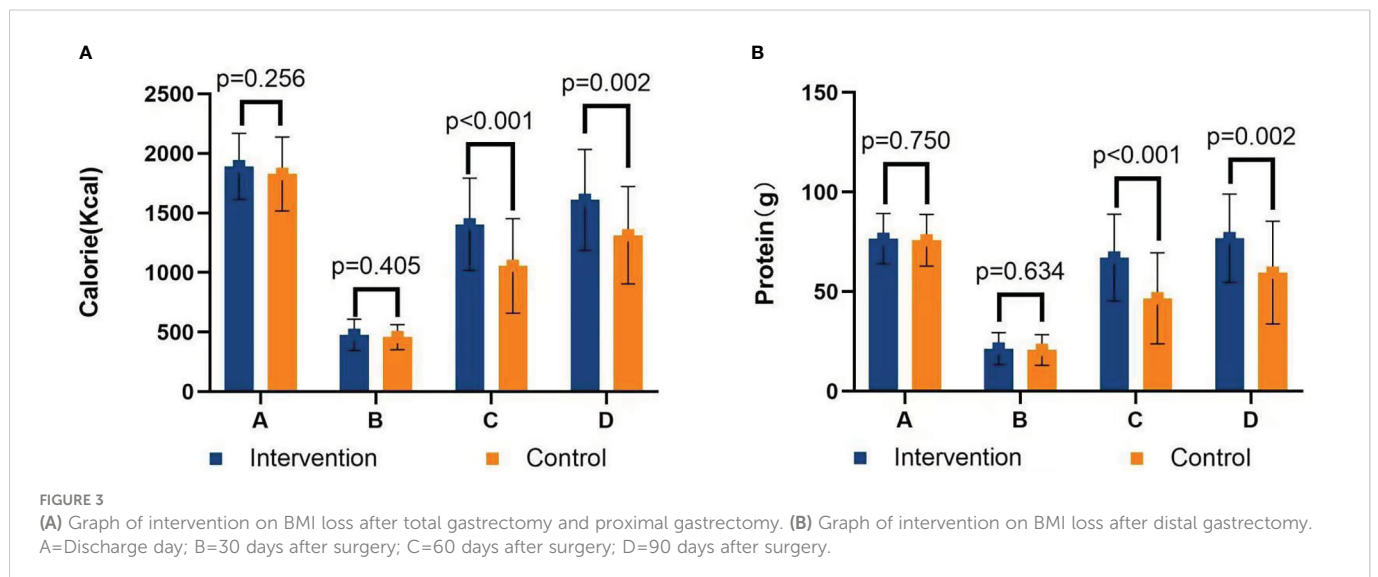 A
p=0.256
p=0.405
p<0.001
p=0.002
Calorie(Kcal)
2500
2000
1500
1000
500
0
A B C D
Intervention Control
B
p=0.750
p=0.634
p<0.001
p=0.002
Protein(g)
150
100
50
0
A B C D
Intervention Control
FIGURE 3
(A) Graph of intervention on BMI loss after total gastrectomy and proximal gastrectomy. (B) Graph of intervention on BMI loss after distal gastrectomy.
A=Discharge day; B=30 days after surgery; C=60 days after surgery; D=90 days after surgery.